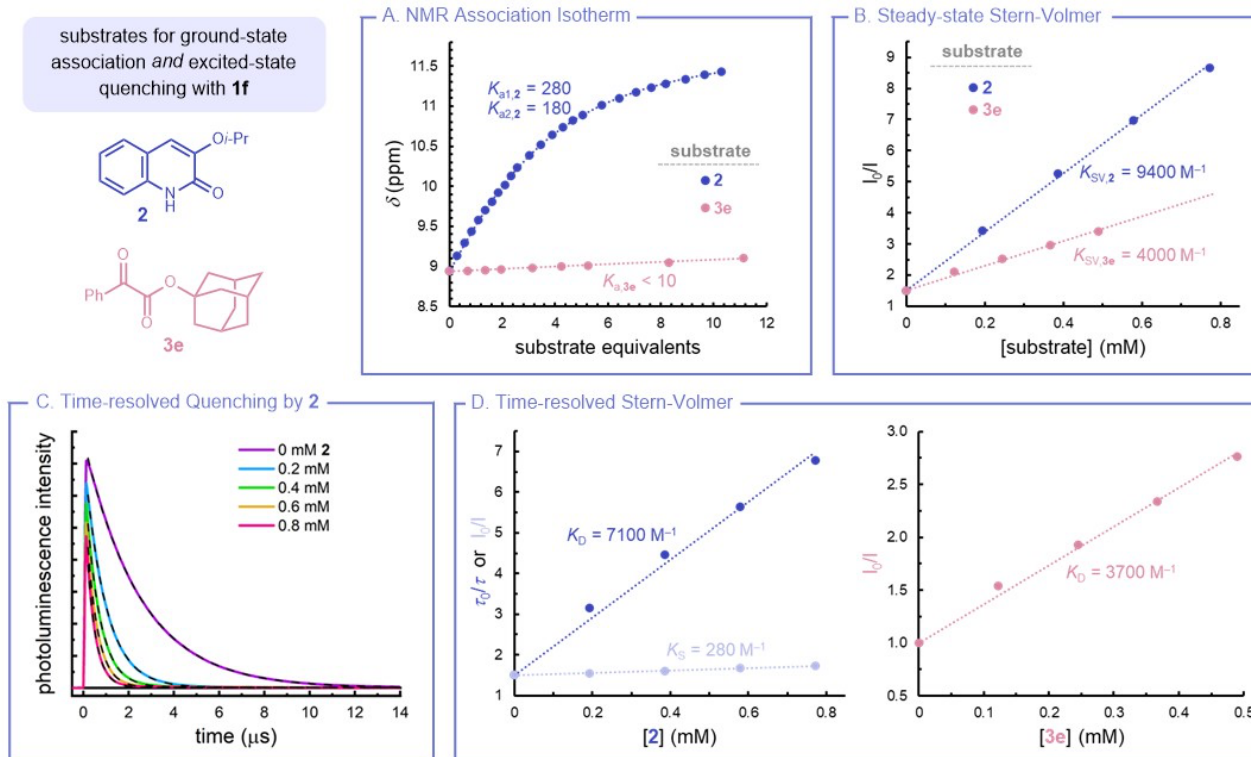 substrates for ground-state
association and excited-state
quenching with 1f
Oi-Pr
N
H
O
2
O
Ph
O
O
3e
A. NMR Association Isotherm
11.5
11
10.5
10
9.5
9
8.5
δ (ppm)
Ka1,2 = 280
Ka2,2 = 180
substrate
2
3e
Ka,3e < 10
0 2 4 6 8 10 12
substrate equivalents
B. Steady-state Stern-Volmer
9
8
7
6
5
4
3
2
1
I0/I
substrate
2
3e
KSV,2 = 9400 M–1
KSV,3e = 4000 M–1
0 0.2 0.4 0.6 0.8
[substrate] (mM)
C. Time-resolved Quenching by 2
photoluminescence intensity
0 mM 2
0.2 mM
0.4 mM
0.6 mM
0.8 mM
0 2 4 6 8 10 12 14
time (μs)
D. Time-resolved Stern-Volmer
7
6
5
4
3
2
1
τ0/τ or I0/I
KD = 7100 M–1
KS = 280 M–1
0 0.2 0.4 0.6 0.8
[2] (mM)
3.0
2.5
2.0
1.5
1.0
0.5
I0/I
KD = 3700 M–1
0 0.1 0.2 0.3 0.4 0.5
[3e] (mM)